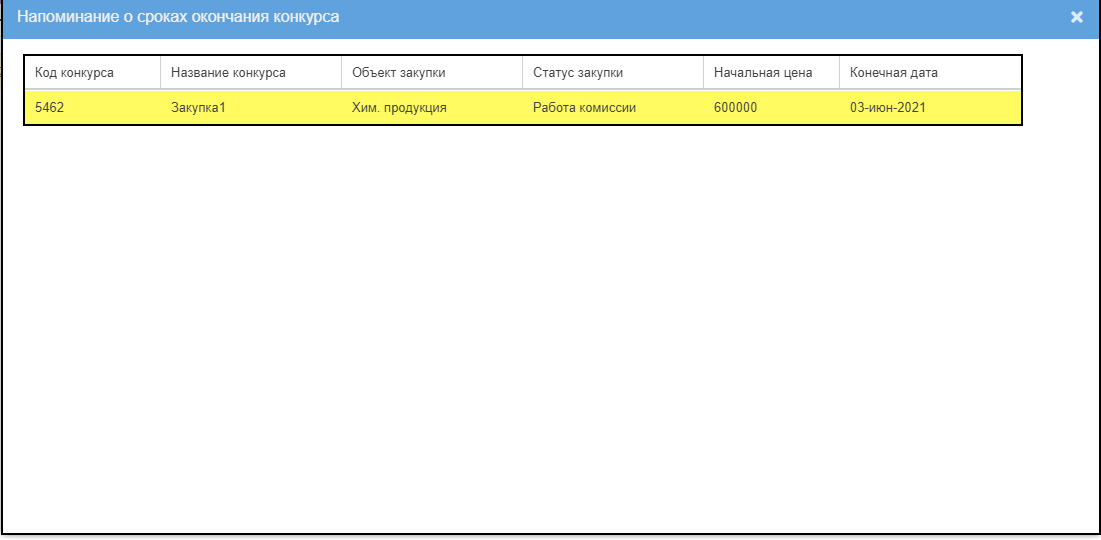 Напоминание о сроках окончания конкурса
Код конкурса Название конкурса Объект закупки Статус закупки Начальная цена Конечная дата
5462 Закупка1 Хим. продукция Работа комиссии 600000 03-июн-2021